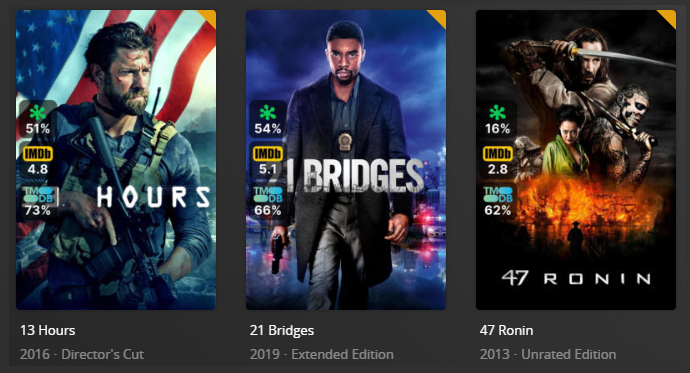 51%
IMDb
4.8
TMDB
73%
HOURS
13 Hours
2016 · Director's Cut
54%
IMDb
5.1
TMDB
66%
BRIDGES
21 Bridges
2019 · Extended Edition
16%
IMDb
2.8
TMDB
62%
47 RONIN
47 Ronin
2013 · Unrated Edition